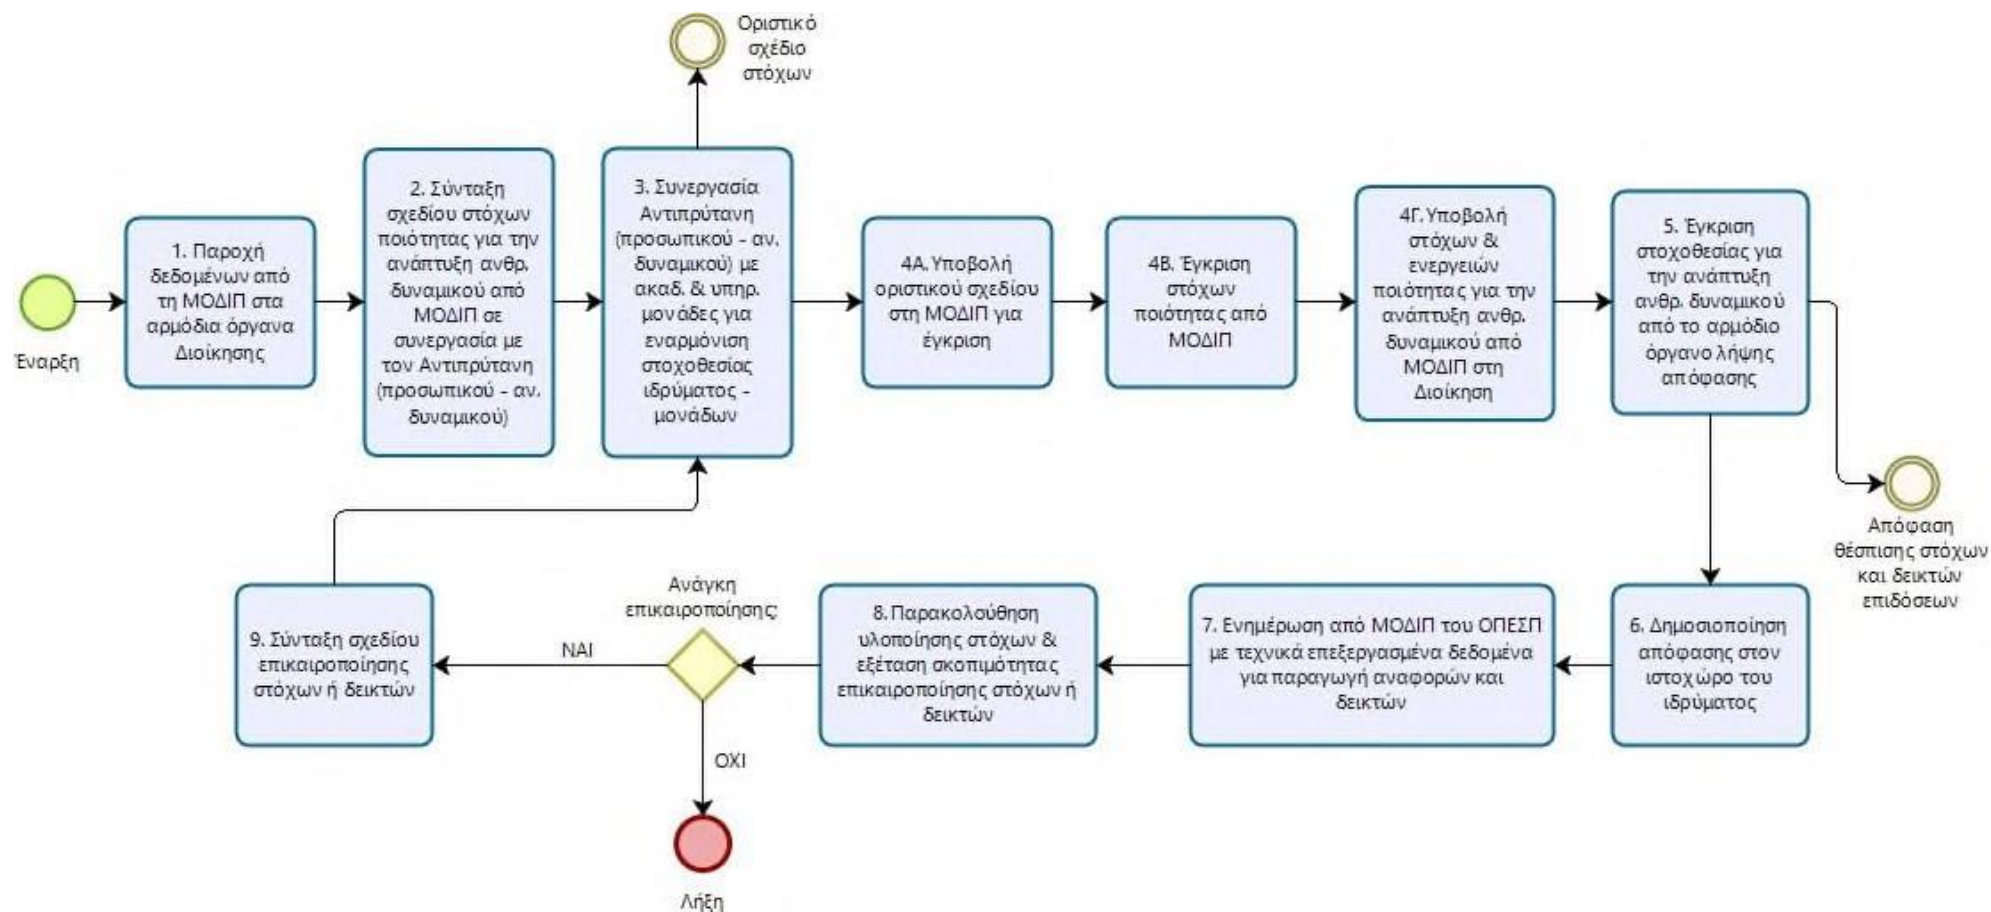 Οριστικό
σχέδιο
στόχων
Έναρξη
1. Παροχή
δεδομένων από
τη ΜΟΔΙΠ στα
αρμόδια όργανα
Διοίκησης
2. Σύνταξη
σχεδίου στόχων
ποιότητας για την
ανάπτυξη ανθρ.
δυναμικού από
ΜΟΔΙΠ σε
συνεργασία με
τον Αντιπρύτανη
(προσωπικού - αν.
δυναμικού)
3. Συνεργασία
Αντιπρύτανη
(προσωπικού - αν.
δυναμικού) με
ακαδ. & υπηρ.
μονάδες για
εναρμόνιση
στοχοθεσίας
ιδρύματος -
μονάδων
4Α. Υποβολή
οριστικού σχεδίου
στη ΜΟΔΙΠ για
έγκριση
4Β. Έγκριση
στόχων
ποιότητας από
ΜΟΔΙΠ
4Γ. Υποβολή
στόχων &
ενεργειών
ποιότητας για την
ανάπτυξη ανθρ.
δυναμικού από
ΜΟΔΙΠ στη
Διοίκηση
5. Έγκριση
στοχοθεσίας για
την ανάπτυξη
ανθρ. δυναμικού
από το αρμόδιο
όργανο λήψης
απόφασης
Απόφαση
θέσπισης στόχων
και δεικτών
επιδόσεων
6. Δημοσιοποίηση
απόφασης στον
ιστοχώρο του
ιδρύματος
7. Ενημέρωση από ΜΟΔΙΠ του ΟΠΕΣΠ
με τεχνικά επεξεργασμένα δεδομένα
για παραγωγή αναφορών και
δεικτών
8. Παρακολούθηση
υλοποίησης στόχων &
εξέταση σκοπιμότητας
επικαιροποίησης στόχων ή
δεικτών
Ανάγκη
επικαιροποίησης;
ΝΑΙ
ΟΧΙ
9. Σύνταξη σχεδίου
επικαιροποίησης
στόχων ή δεικτών
Λήξη